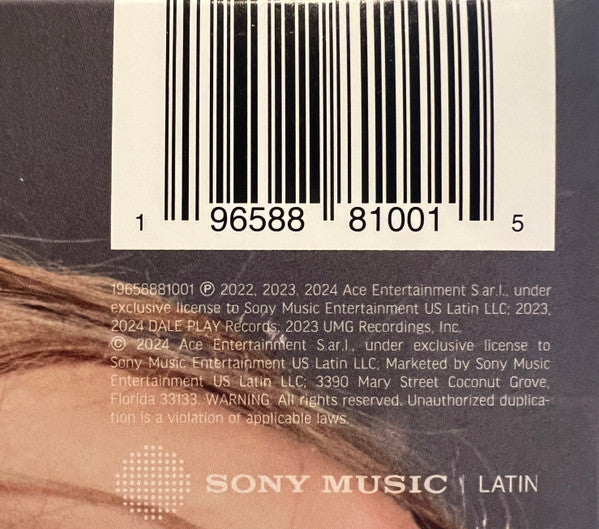 1 96588 81001 5
19658881001 ℗ 2022, 2023, 2024 Ace Entertainment S.ar.l., under
exclusive license to Sony Music Entertainment US Latin LLC; 2023,
2024 DALE PLAY Records; 2023 UMG Recordings, Inc.
© 2024 Ace Entertainment S.ar.l., under exclusive license to
Sony Music Entertainment US Latin LLC. Marketed by Sony Music
Entertainment US Latin LLC; 3390 Mary Street Coconut Grove,
Florida 33133. WARNING: All rights reserved. Unauthorized duplica-
tion is a violation of applicable laws.
SONY MUSIC | LATIN